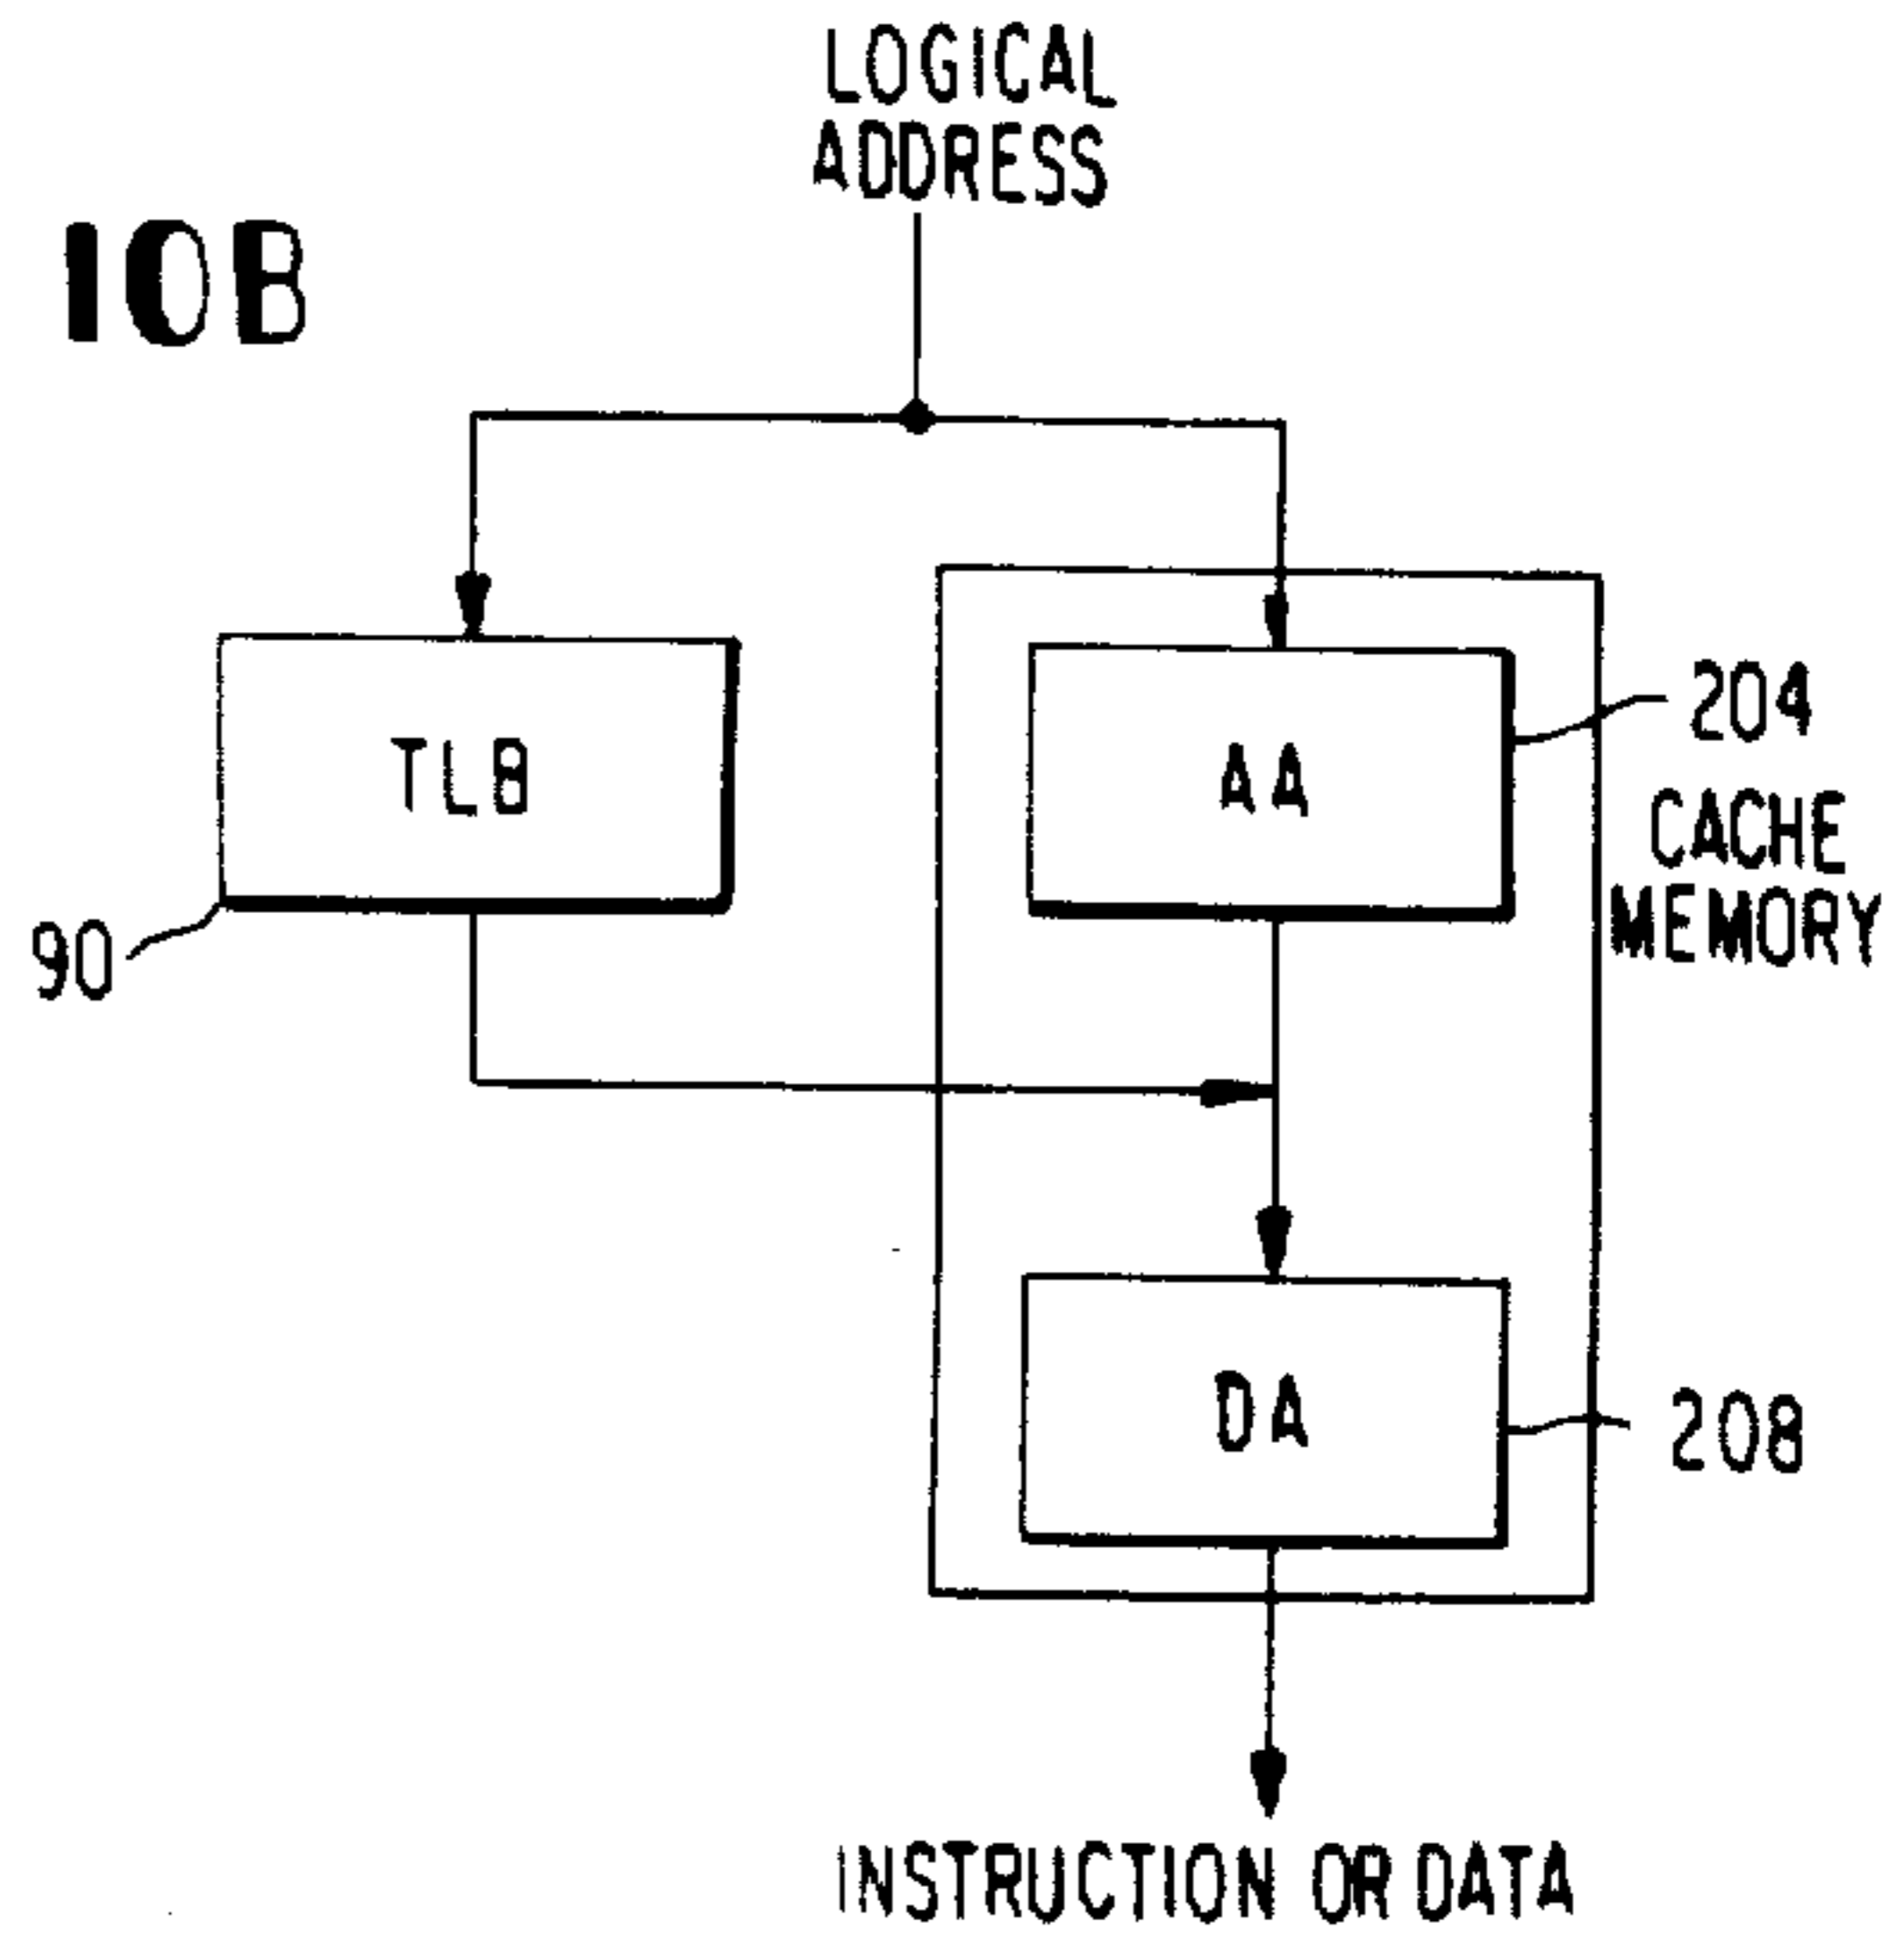 LOGICAL
ADDRESS
10B
TLB
AA
204
CACHE
MEMORY
90
DA
208
INSTRUCTION OR DATA